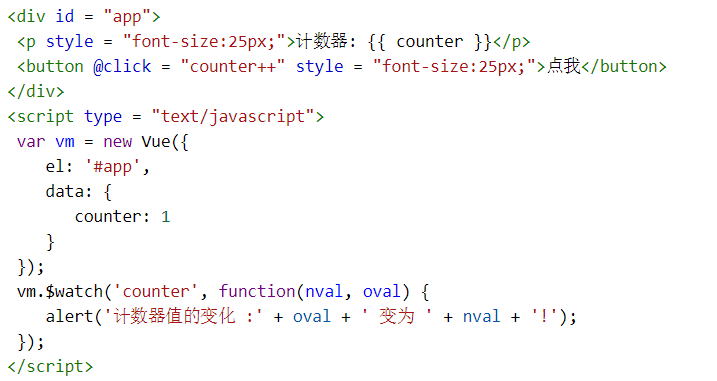 <div id = "app">
 <p style = "font-size:25px;">计数器: {{ counter }}</p>
 <button @click = "counter++" style = "font-size:25px;">点我</button>
</div>
<script type = "text/javascript">
 var vm = new Vue({
    el: '#app',
    data: {
       counter: 1
    }
 });
 vm.$watch('counter', function(nval, oval) {
    alert('计数器值的变化 :' + oval + ' 变为 ' + nval + '!');
 });
</script>